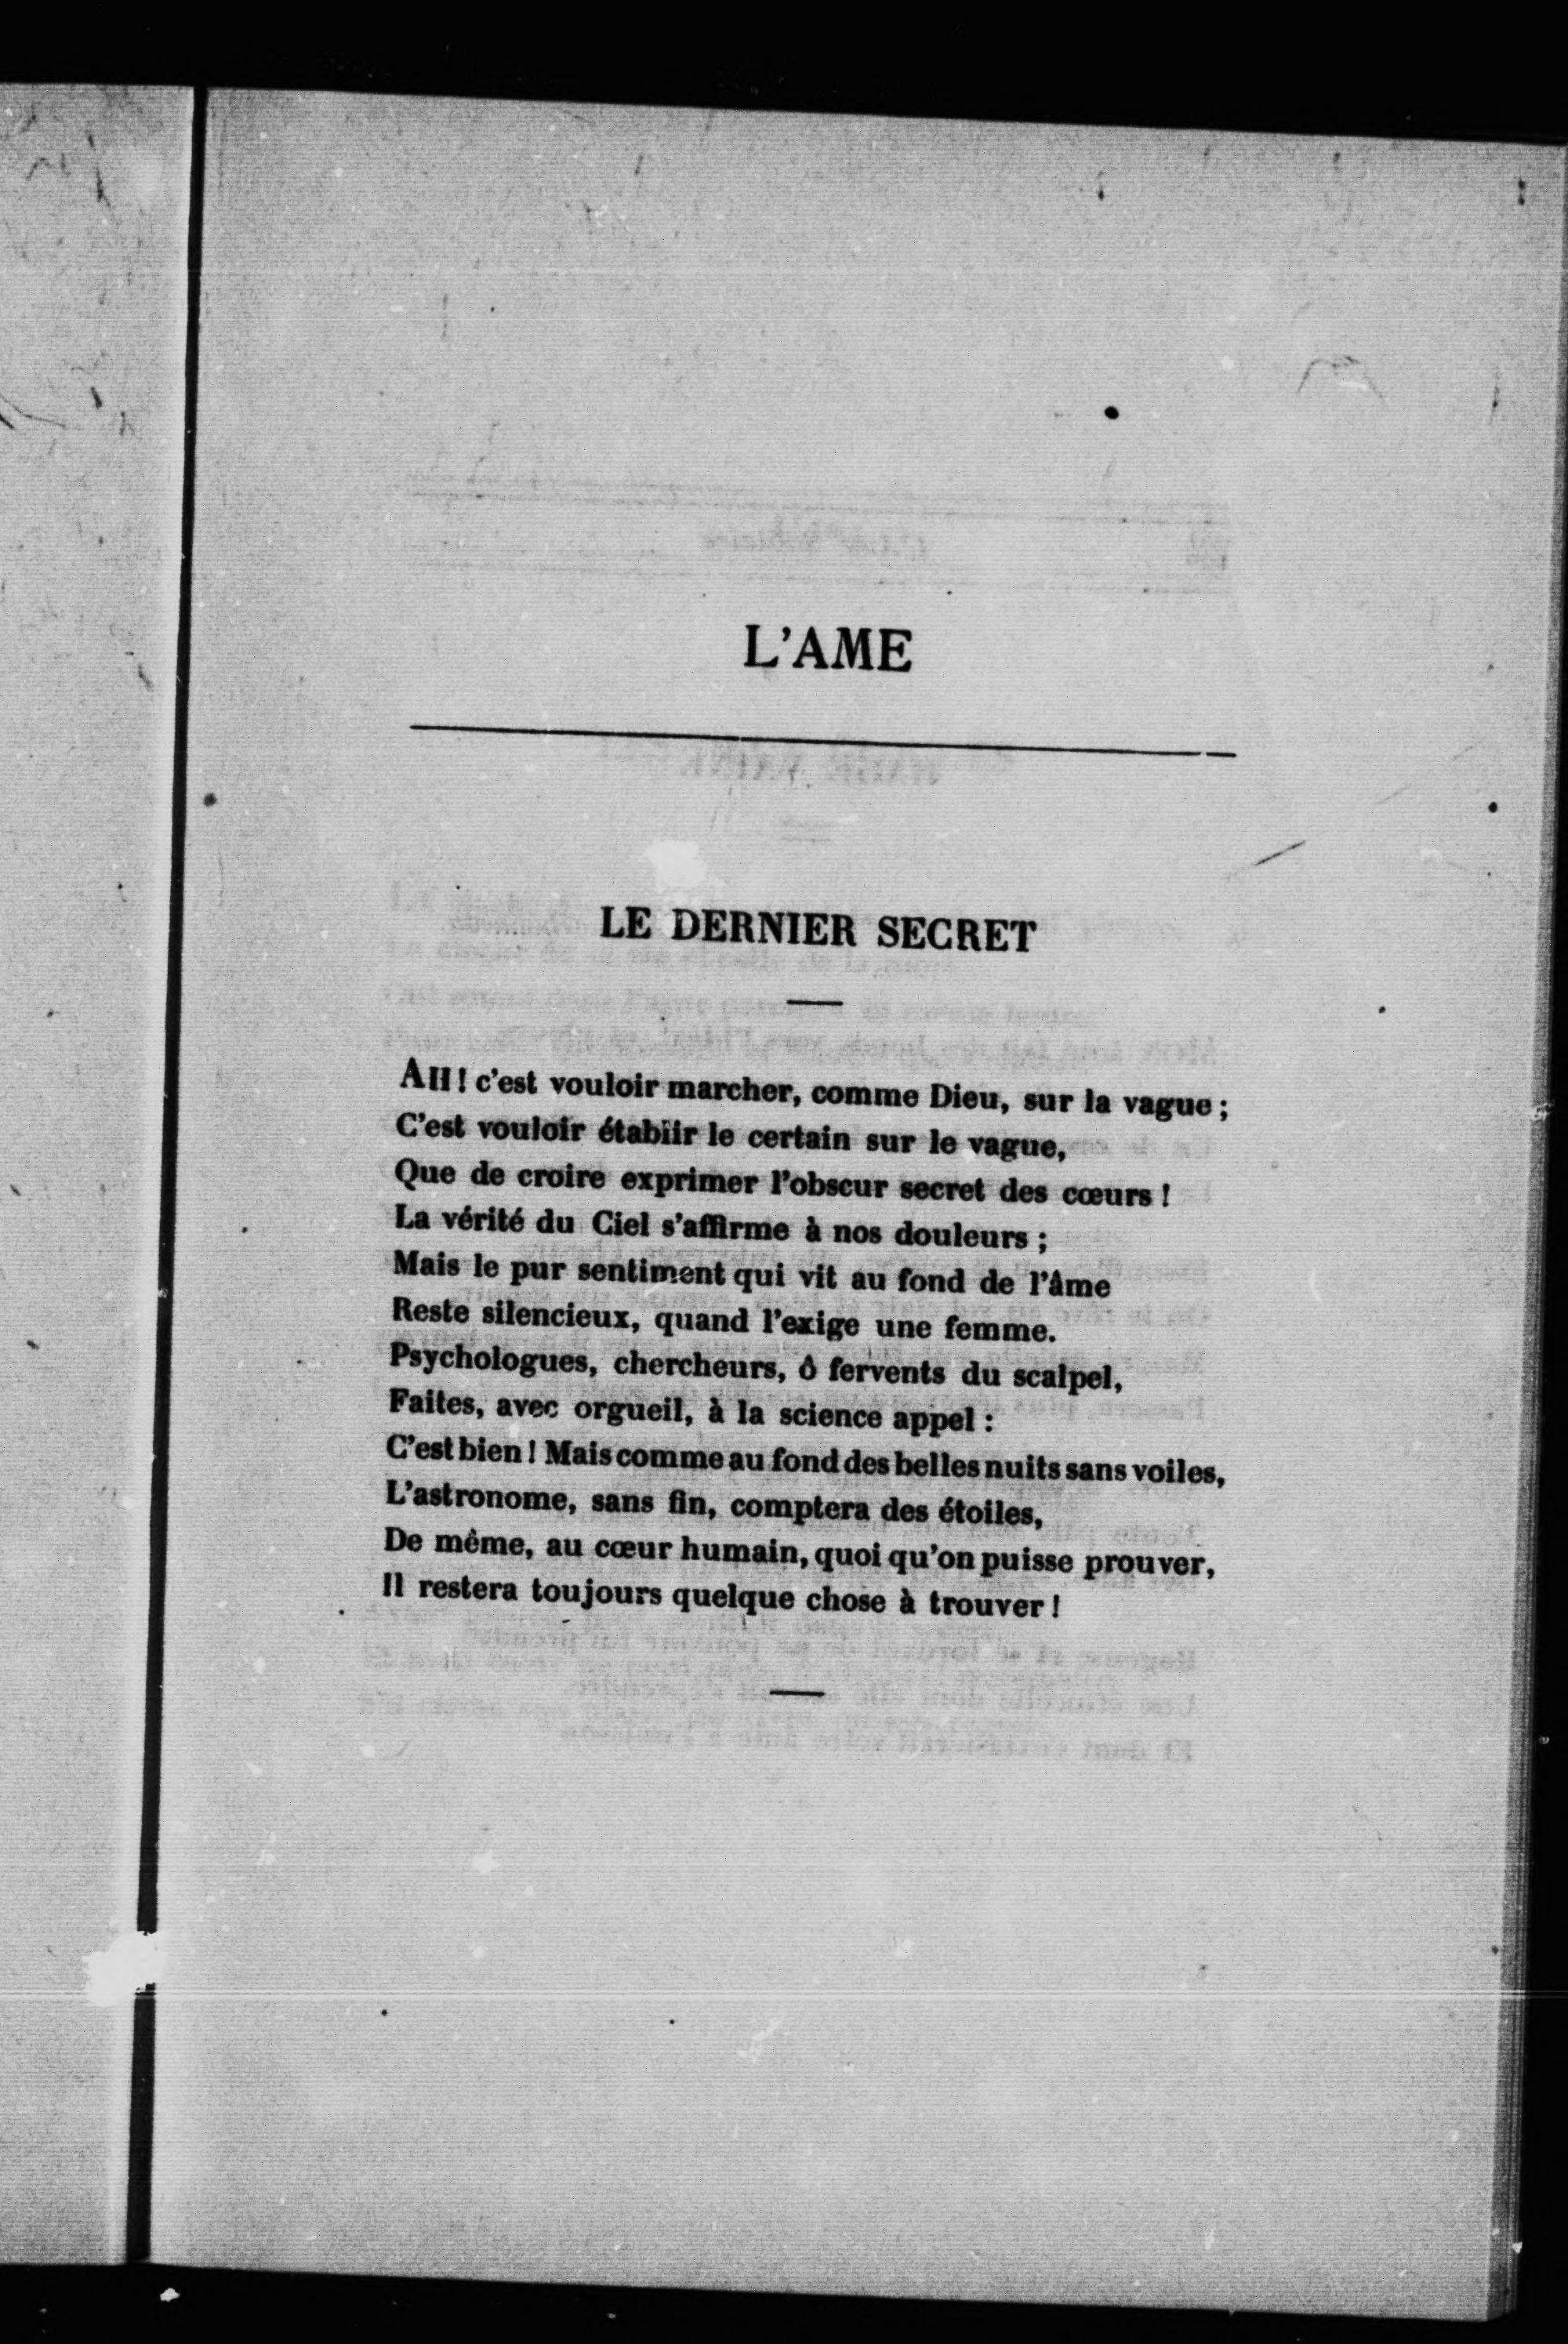 L'AME
LE DERNIER SECRET
AH! c'est vouloir marcher, comme Dieu, sur la vague;
C'est vouloir établir le certain sur le vague,
Que de croire exprimer l'obscur secret des cœurs!
La vérité du Ciel s'affirme à nos douleurs;
Mais le pur sentiment qui vit au fond de l'âme
Reste silencieux, quand l'exige une femme.
Psychologues, chercheurs, ô fervents du scalpel,
Faites, avec orgueil, à la science appel:
C'est bien! Mais comme au fond des belles nuits sans voiles,
L'astronome, sans fin, comptera des étoiles,
De même, au cœur humain, quoi qu'on puisse prouver,
Il restera toujours quelque chose à trouver!